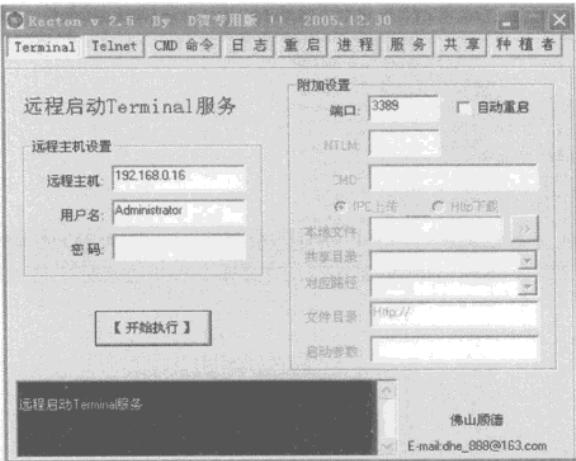 Recton v 2.5 By D贺专用版 !! 2005.12.30
Terminal Telnet CMD 命令 日 志 重 启 进 程 服 务 共 享 种 植 者
远程启动Terminal服务
远程主机设置
远程主机: 192.168.0.16
用户名: Administrator
密码:
【 开始执行 】
附加设置
端口: 3389 自动重启
NTLM:
CMD:
IPC上传 Http下载
本地文件 >>
共享目录
对应路径
文件目录: Http://
启动参数:
远程启动Terminal服务
佛山顺德
E-mail:dhe_888@163.com